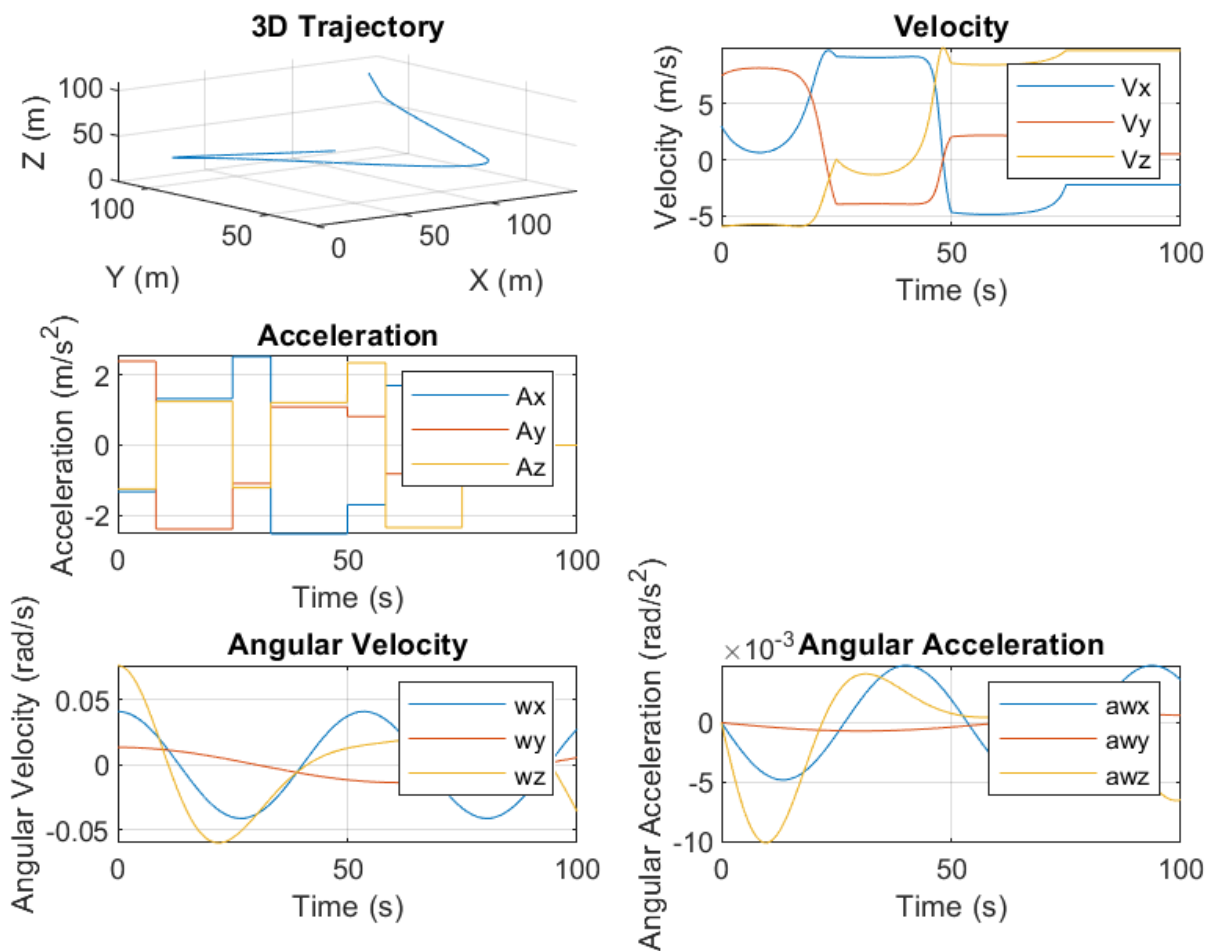 3D Trajectory
Z (m)
100
50
0
100
50
Y (m)
0
50
100
X (m)
Velocity
Velocity (m/s)
5
0
-5
Vx
Vy
Vz
0
50
100
Time (s)
Acceleration
Acceleration (m/s²)
2
0
-2
Ax
Ay
Az
0
50
100
Time (s)
Angular Velocity
Angular Velocity (rad/s)
0.05
0
-0.05
wx
wy
wz
0
50
100
Time (s)
×10⁻³ Angular Acceleration
Angular Acceleration (rad/s²)
0
-5
-10
awx
awy
awz
0
50
100
Time (s)